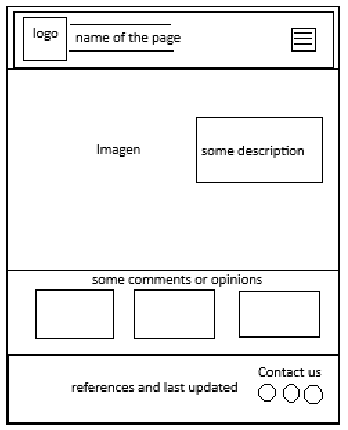 logo
name of the page
Imagen
some description
some comments or opinions
Contact us
references and last updated